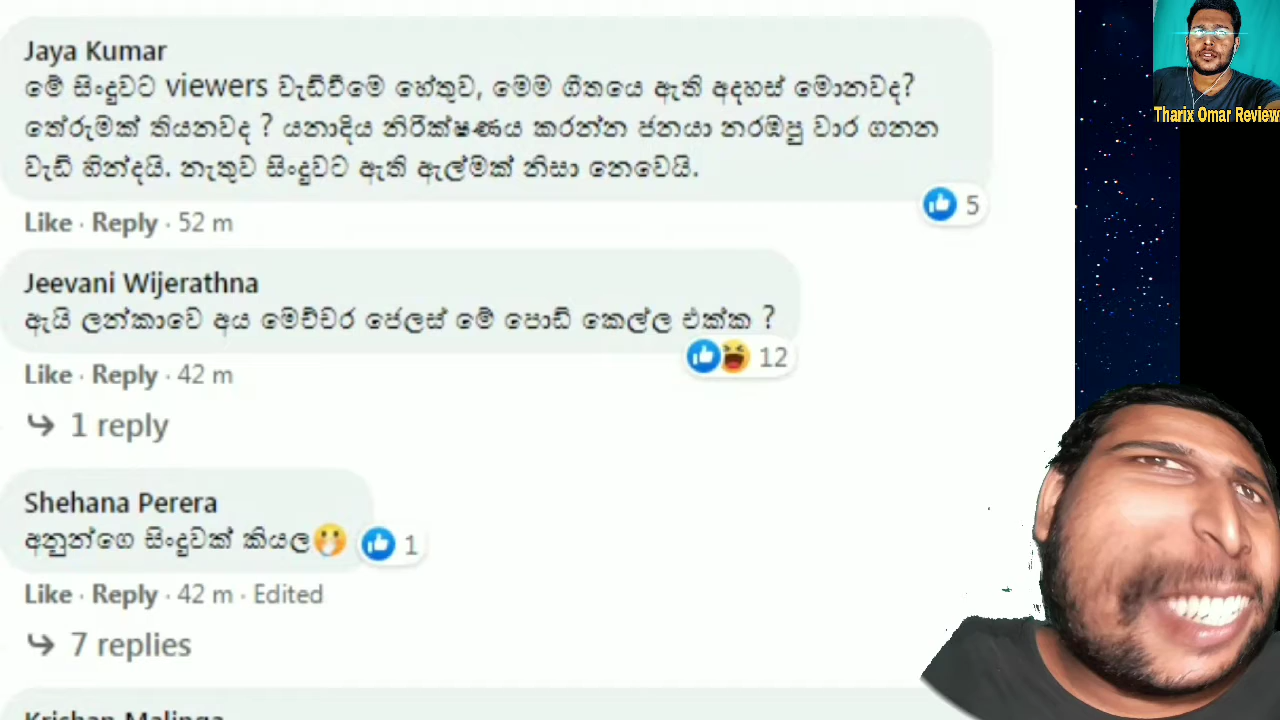 Jaya Kumar
මේ සිංදුවට viewers වැඩිවීමෙ හේතුව, මෙම ගීතයෙ ඇති අදහස් මොනවද?
තේරුමක් තියනවද ? යනාදිය නිරීක්ෂණය කරන්න ජනයා නරඹපු වාර ගනන
වැඩි හින්දයි. නැතුව සිංදුවට ඇති ඇල්මක් නිසා නෙවෙයි.
5
Like · Reply · 52 m
Jeevani Wijerathna
ඇයි ලන්කාවෙ අය මෙච්චර ජෙලස් මේ පොඩි කෙල්ල එක්ක ?
12
Like · Reply · 42 m
1 reply
Shehana Perera
අනුන්ගෙ සිංදුවක් කියල
1
Like · Reply · 42 m · Edited
7 replies
Krishan Malinga
Tharix Omar Review